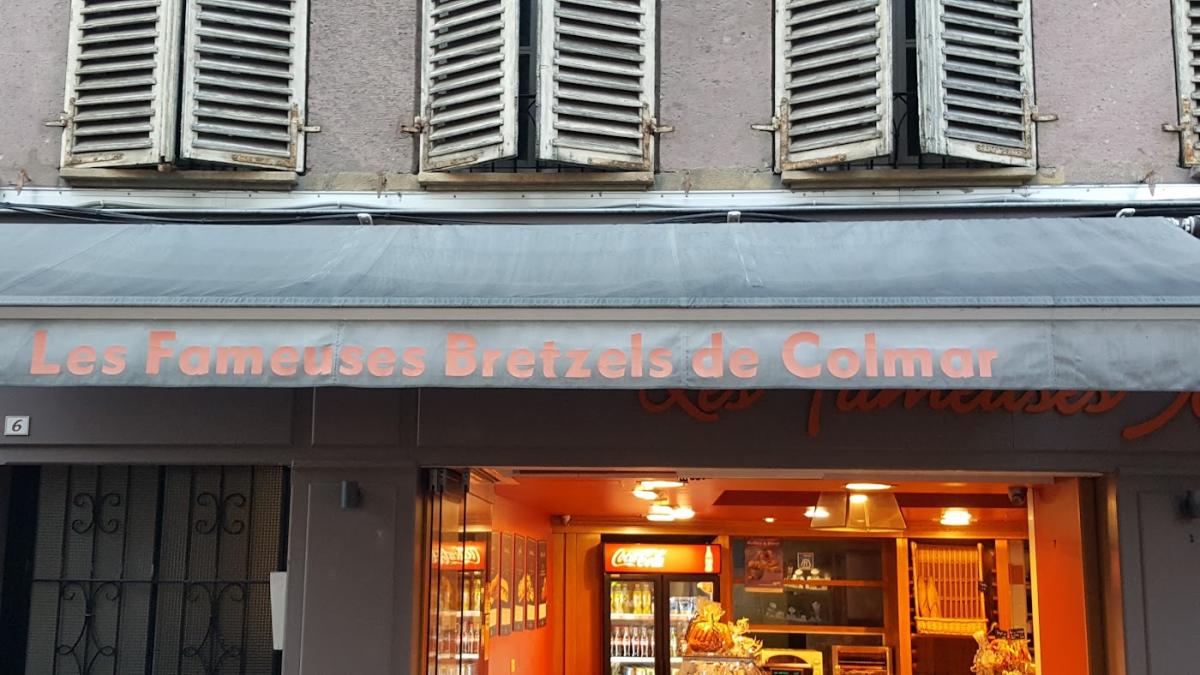 Les Fameuses Bretzels de Colmar
Les Fameuses
6
Coca-Cola